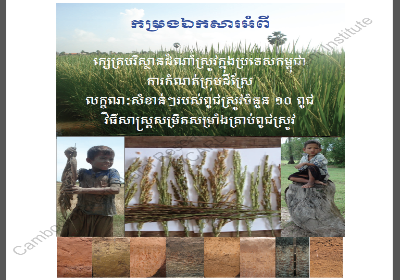 កម្រងឯកសារអំពី
ក្សេត្របរិស្ថានដំណាំស្រូវក្នុងប្រទេសកម្ពុជា
ការកំណត់ក្រុមដីស្រែ
លក្ខណៈសំខាន់ៗរបស់ពូជស្រូវចំនួន ១០ ពូជ
វិធីសាស្ត្រសម្រិតសម្រាំងគ្រាប់ពូជស្រូវ